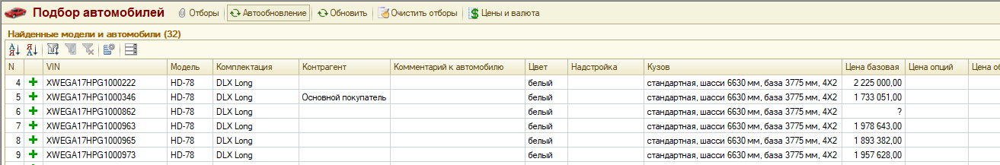 Подбор автомобилей Отборы Автообновление Обновить Очистить отборы Цены и валюта
Найденные модели и автомобили (32)
N VIN Модель Комплектация Контрагент Комментарий к автомобилю Цвет Надстройка Кузов Цена базовая Цена опций Цена об
4 XWEGA17HPG1000222 HD-78 DLX Long белый стандартная, шасси 6630 мм, база 3775 мм, 4X2 2 225 000,00
5 XWEGA17HPG1000346 HD-78 DLX Long Основной покупатель белый стандартная, шасси 6630 мм, база 3775 мм, 4X2 1 733 051,00
6 XWEGA17HPG1000862 HD-78 DLX Long белый стандартная, шасси 6630 мм, база 3775 мм, 4X2 ?
7 XWEGA17HPG1000963 HD-78 DLX Long белый стандартная, шасси 6630 мм, база 3775 мм, 4X2 1 978 643,00
8 XWEGA17HPG1000965 HD-78 DLX Long белый стандартная, шасси 6630 мм, база 3775 мм, 4X2 1 893 382,00
9 XWEGA17HPG1000973 HD-78 DLX Long белый стандартная, шасси 6630 мм, база 3775 мм, 4X2 1 957 628,00